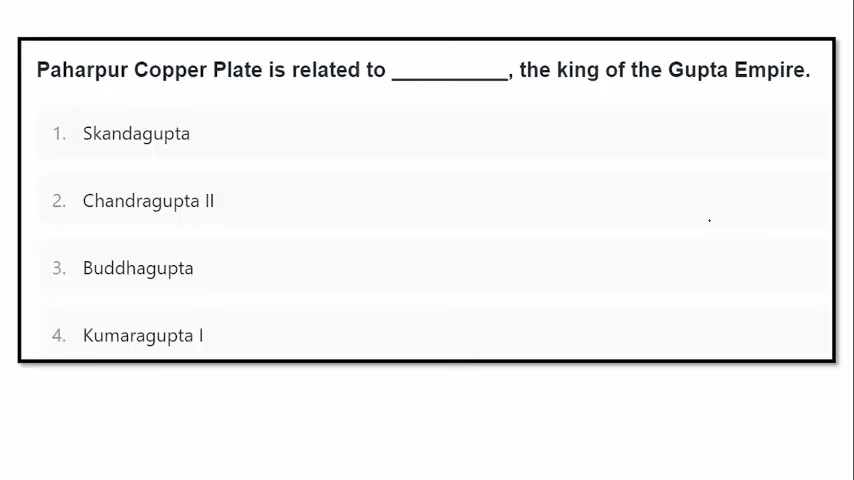 Paharpur Copper Plate is related to __________, the king of the Gupta Empire.
1. Skandagupta
2. Chandragupta II
3. Buddhagupta
4. Kumaragupta I